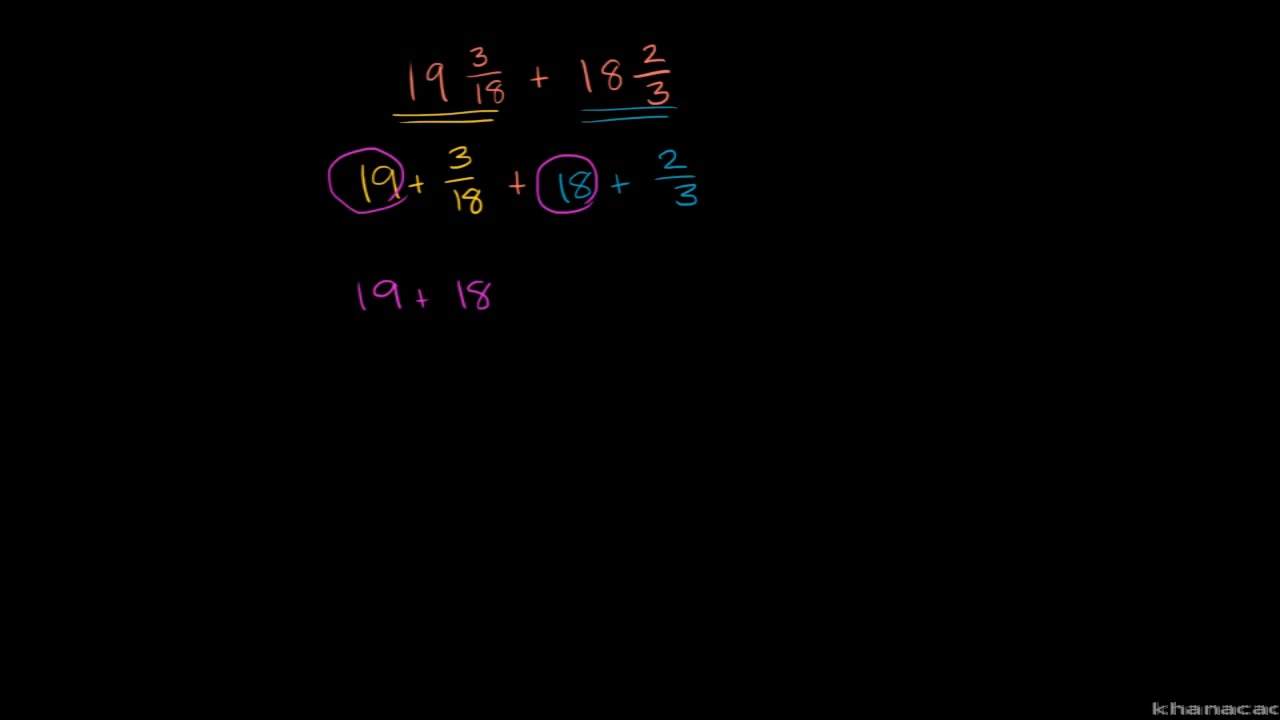 19 3/18 + 18 2/3
19 + 3/18 + 18 + 2/3
19 + 18
khanacac